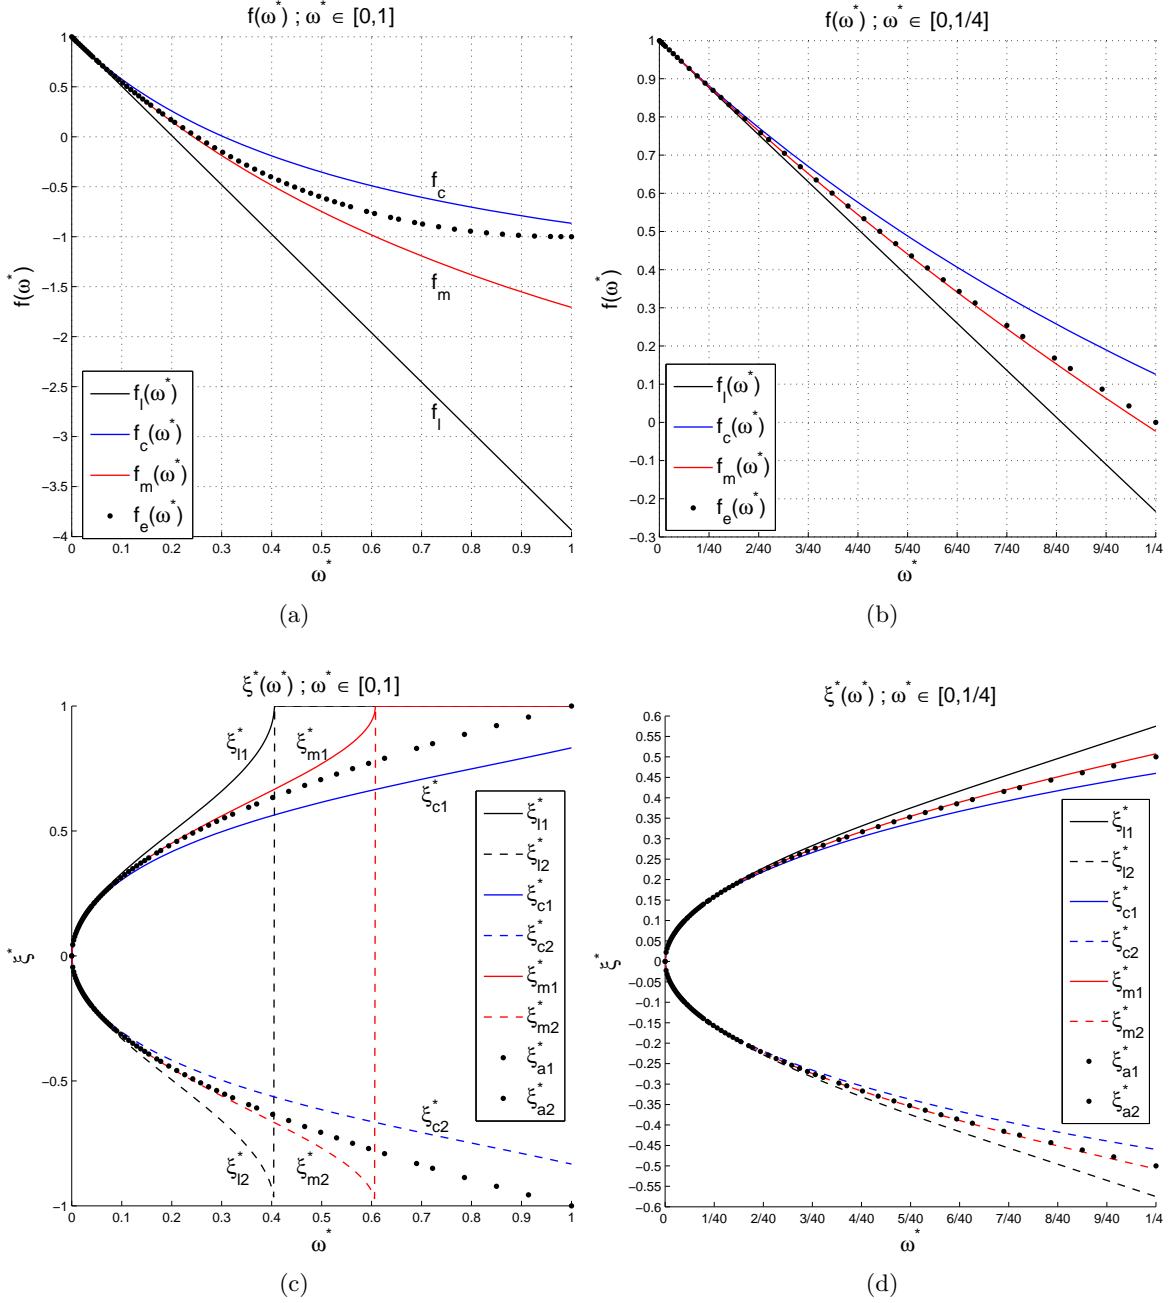 f(ω*) ; ω* ∈ [0,1]
1
0.5
0
−0.5
−1
−1.5
−2
−2.5
−3
−3.5
−4
f(ω*)
f_c
f_m
f_l
f_l(ω*)
f_c(ω*)
f_m(ω*)
f_e(ω*)
0 0.1 0.2 0.3 0.4 0.5 0.6 0.7 0.8 0.9 1
ω*
(a)
f(ω*) ; ω* ∈ [0,1/4]
1
0.9
0.8
0.7
0.6
0.5
0.4
0.3
0.2
0.1
0
−0.1
−0.2
−0.3
f(ω*)
f_l(ω*)
f_c(ω*)
f_m(ω*)
f_e(ω*)
0 1/40 2/40 3/40 4/40 5/40 6/40 7/40 8/40 9/40 1/4
ω*
(b)
ξ*(ω*) ; ω* ∈ [0,1]
1
0.5
0
−0.5
−1
ξ*
ξ*_l1
ξ*_m1
ξ*_c1
ξ*_c2
ξ*_l2
ξ*_m2
ξ*_l1
ξ*_l2
ξ*_c1
ξ*_c2
ξ*_m1
ξ*_m2
ξ*_a1
ξ*_a2
0 0.1 0.2 0.3 0.4 0.5 0.6 0.7 0.8 0.9 1
ω*
(c)
ξ*(ω*) ; ω* ∈ [0,1/4]
0.6
0.55
0.5
0.45
0.4
0.35
0.3
0.25
0.2
0.15
0.1
0.05
0
−0.05
−0.1
−0.15
−0.2
−0.25
−0.3
−0.35
−0.4
−0.45
−0.5
−0.55
−0.6
ξ*
ξ*_l1
ξ*_l2
ξ*_c1
ξ*_c2
ξ*_m1
ξ*_m2
ξ*_a1
ξ*_a2
0 1/40 2/40 3/40 4/40 5/40 6/40 7/40 8/40 9/40 1/4
ω*
(d)